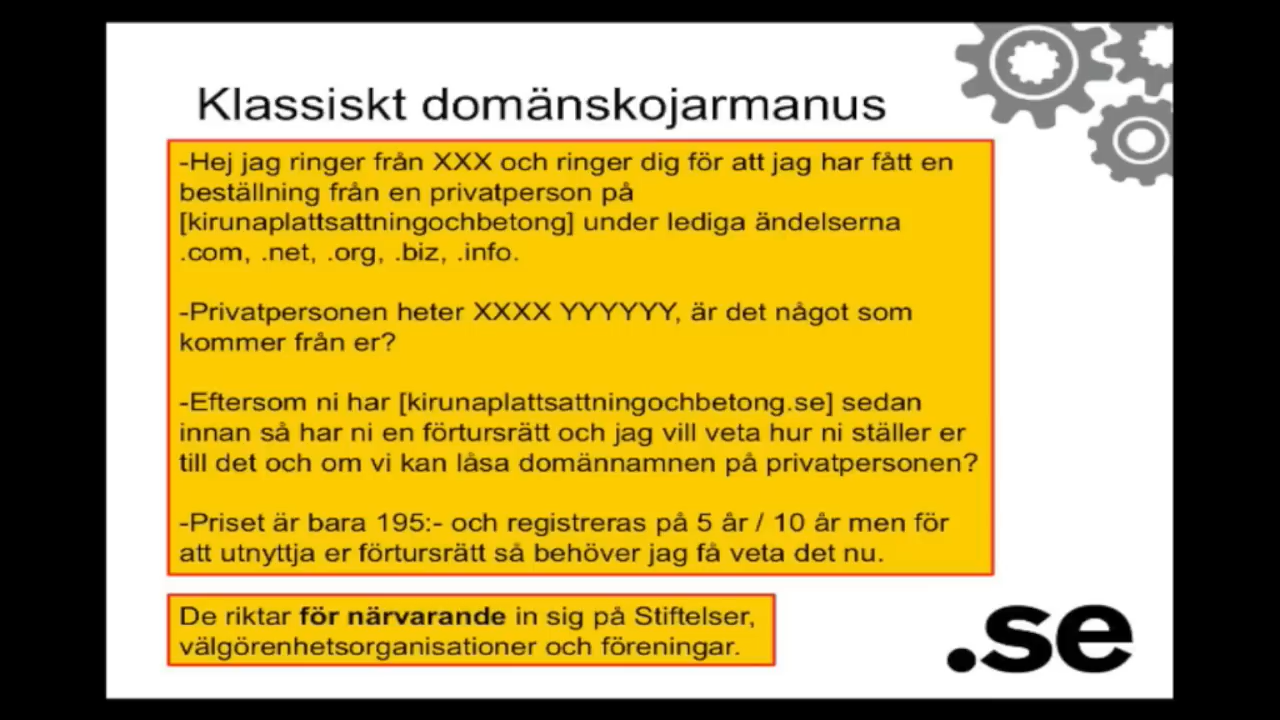 Klassiskt domänskojarmanus
-Hej jag ringer från XXX och ringer dig för att jag har fått en
beställning från en privatperson på
[kirunaplattsattningochbetong] under lediga ändelserna
.com, .net, .org, .biz, .info.
-Privatpersonen heter XXXX YYYYYY, är det något som
kommer från er?
-Eftersom ni har [kirunaplattsattningochbetong.se] sedan
innan så har ni en förtursrätt och jag vill veta hur ni ställer er
till det och om vi kan låsa domännamnen på privatpersonen?
-Priset är bara 195:- och registreras på 5 år / 10 år men för
att utnyttja er förtursrätt så behöver jag få veta det nu.
De riktar för närvarande in sig på Stiftelser,
välgörenhetsorganisationer och föreningar.
.se